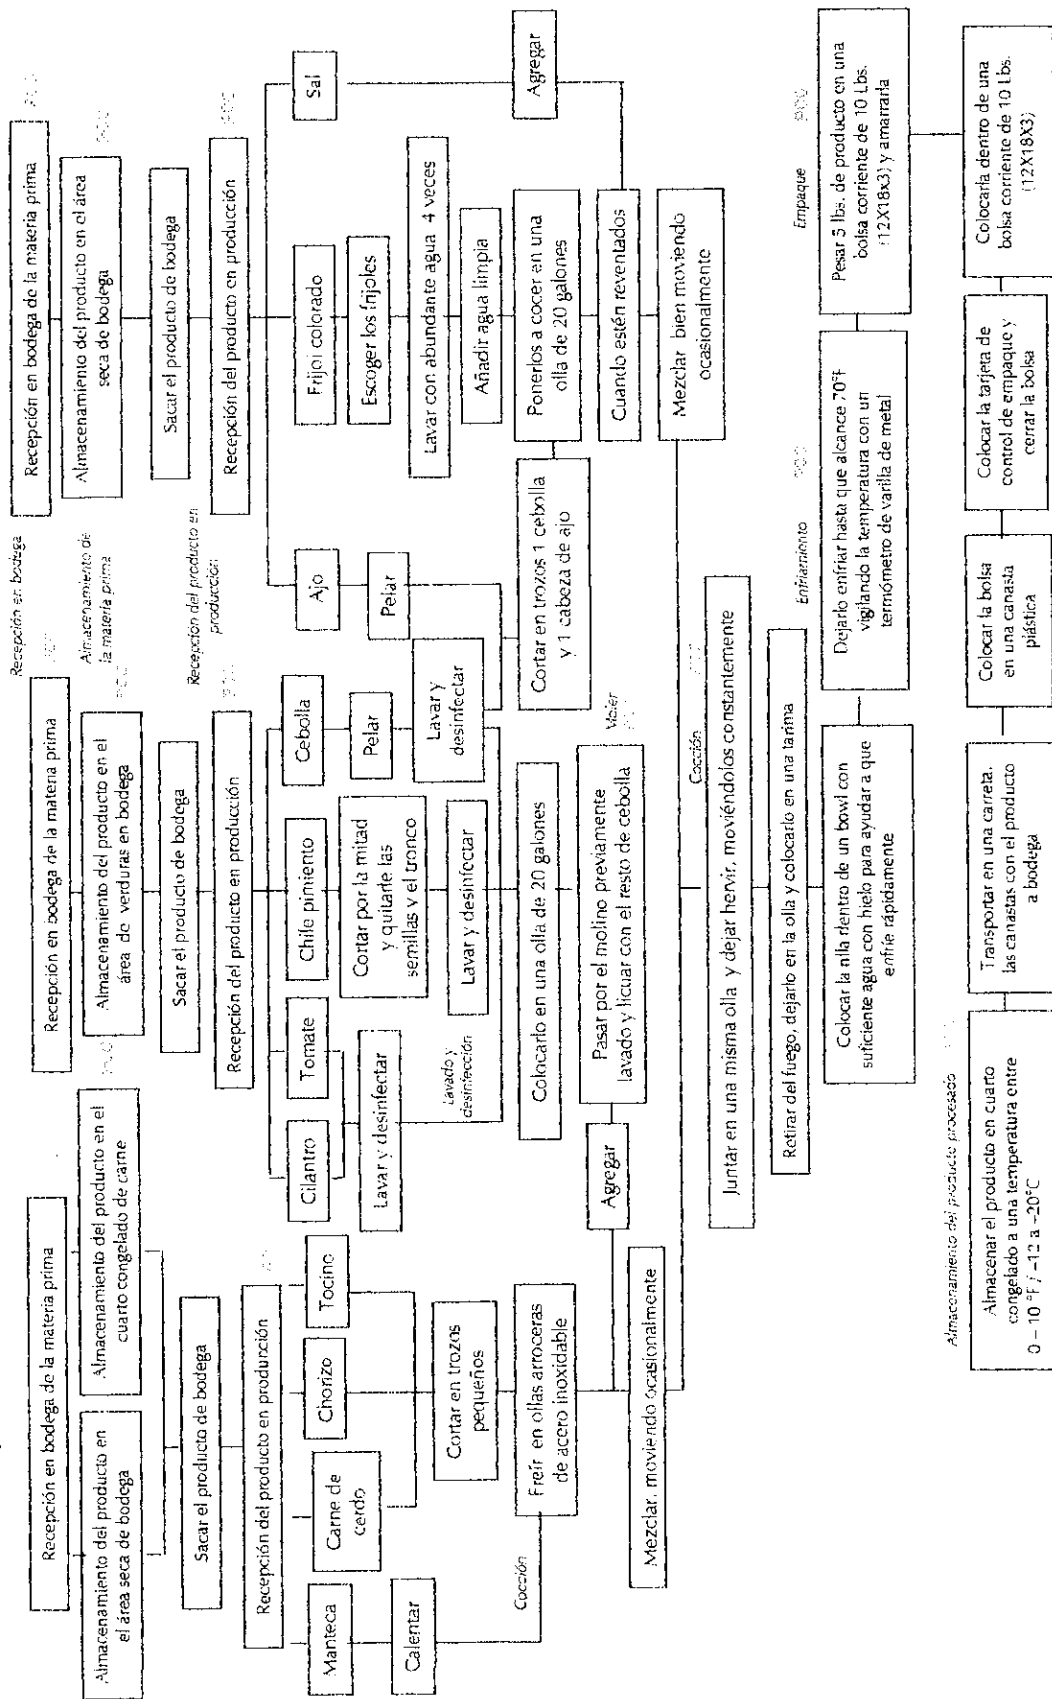 Recepción en bodega de la materia prima
Almacenamiento del producto en
el área seca de bodega
Almacenamiento del producto en el
cuarto congelado de carne
Sacar el producto de bodega
Recepción del producto en producción
Manteca
Calentar
Carne de
cerdo
Chorizo
Tocino
Cortar en trozos
pequeños
Cocción
Freír en ollas arroceras
de acero inoxidable
Mezclar, moviendo ocasionalmente
Agregar
Recepción en bodega de la materia prima
Almacenamiento del producto en el
área de verduras en bodega
Sacar el producto de bodega
Recepción del producto en producción
Cilantro
Tomate
Lavar y desinfectar
Chile pimiento
Cortar por la mitad
y quitarle las
semillas y el tronco
Lavar y desinfectar
Cebolla
Pelar
Lavar y
desinfectar
Lavado y
desinfección
Colocarlo en una olla de 20 galones
Moler
Pasar por el molino previamente
lavado y licuar con el resto de cebolla
Recepción en bodega
Recepción en bodega de la materia prima
Almacenamiento de
la materia prima
Almacenamiento del producto en el área
seca de bodega
Sacar el producto de bodega
Recepción del producto en
producción
Recepción del producto en producción
Ajo
Pelar
Cortar en trozos 1 cebolla
y 1 cabeza de ajo
Frijol colorado
Escoger los frijoles
Lavar con abundante agua 4 veces
Añadir agua limpia
Ponerlos a cocer en una
olla de 20 galones
Cuando estén reventados
Mezclar bien moviendo
ocasionalmente
Sal
Agregar
Cocción
Juntar en una misma olla y dejar hervir, moviéndolos constantemente
Retirar del fuego, dejarlo en la olla y colocarlo en una tarima
Colocar la olla dentro de un bowl con
suficiente agua con hielo para ayudar a que
enfríe rápidamente
Enfriamiento
Dejarlo enfriar hasta que alcance 70°F
vigilando la temperatura con un
termómetro de varilla de metal
Empaque
Pesar 5 lbs. de producto en una
bolsa corriente de 10 Lbs.
(12X18x3) y amarrarla
Colocarla dentro de una
bolsa corriente de 10 Lbs.
(12X18X3)
Colocar la tarjeta de
control de empaque y
cerrar la bolsa
Colocar la bolsa
en una canasta
plástica
Transportar en una carreta,
las canastas con el producto
a bodega
Almacenamiento del producto procesado
Almacenar el producto en cuarto
congelado a una temperatura entre
0 – 10 °F / –12 a –20°C